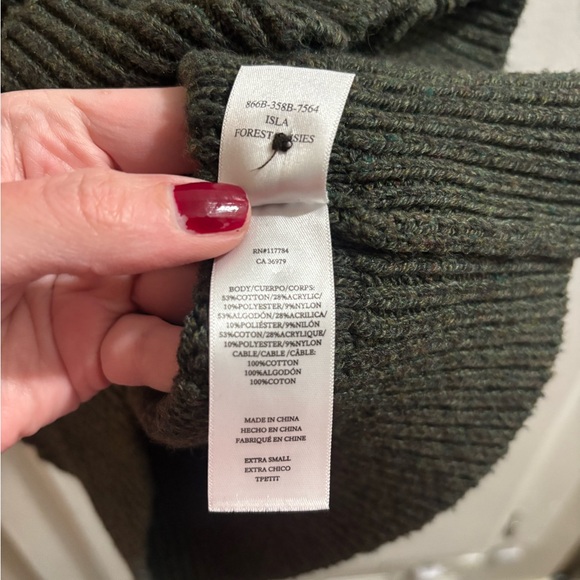 866B-358B-7564
ISLA
FOREST
RN#117784
CA 36979
BODY/CUERPO/CORPS:
53%COTTON/28%ACRYLIC/
10%POLYESTER/9%NYLON
53%ALGODÓN/28%ACRILICA/
10%POLIÉSTER/9%NILÓN
53%COTON/28%ACRYLIQUE/
10%POLYESTER/9%NYLON
CABLE/CABLE /CÂBLE:
100%COTTON
100%ALGODÓN
100%COTON
MADE IN CHINA
HECHO EN CHINA
FABRIQUÉ EN CHINE
EXTRA SMALL
EXTRA CHICO
TPETIT